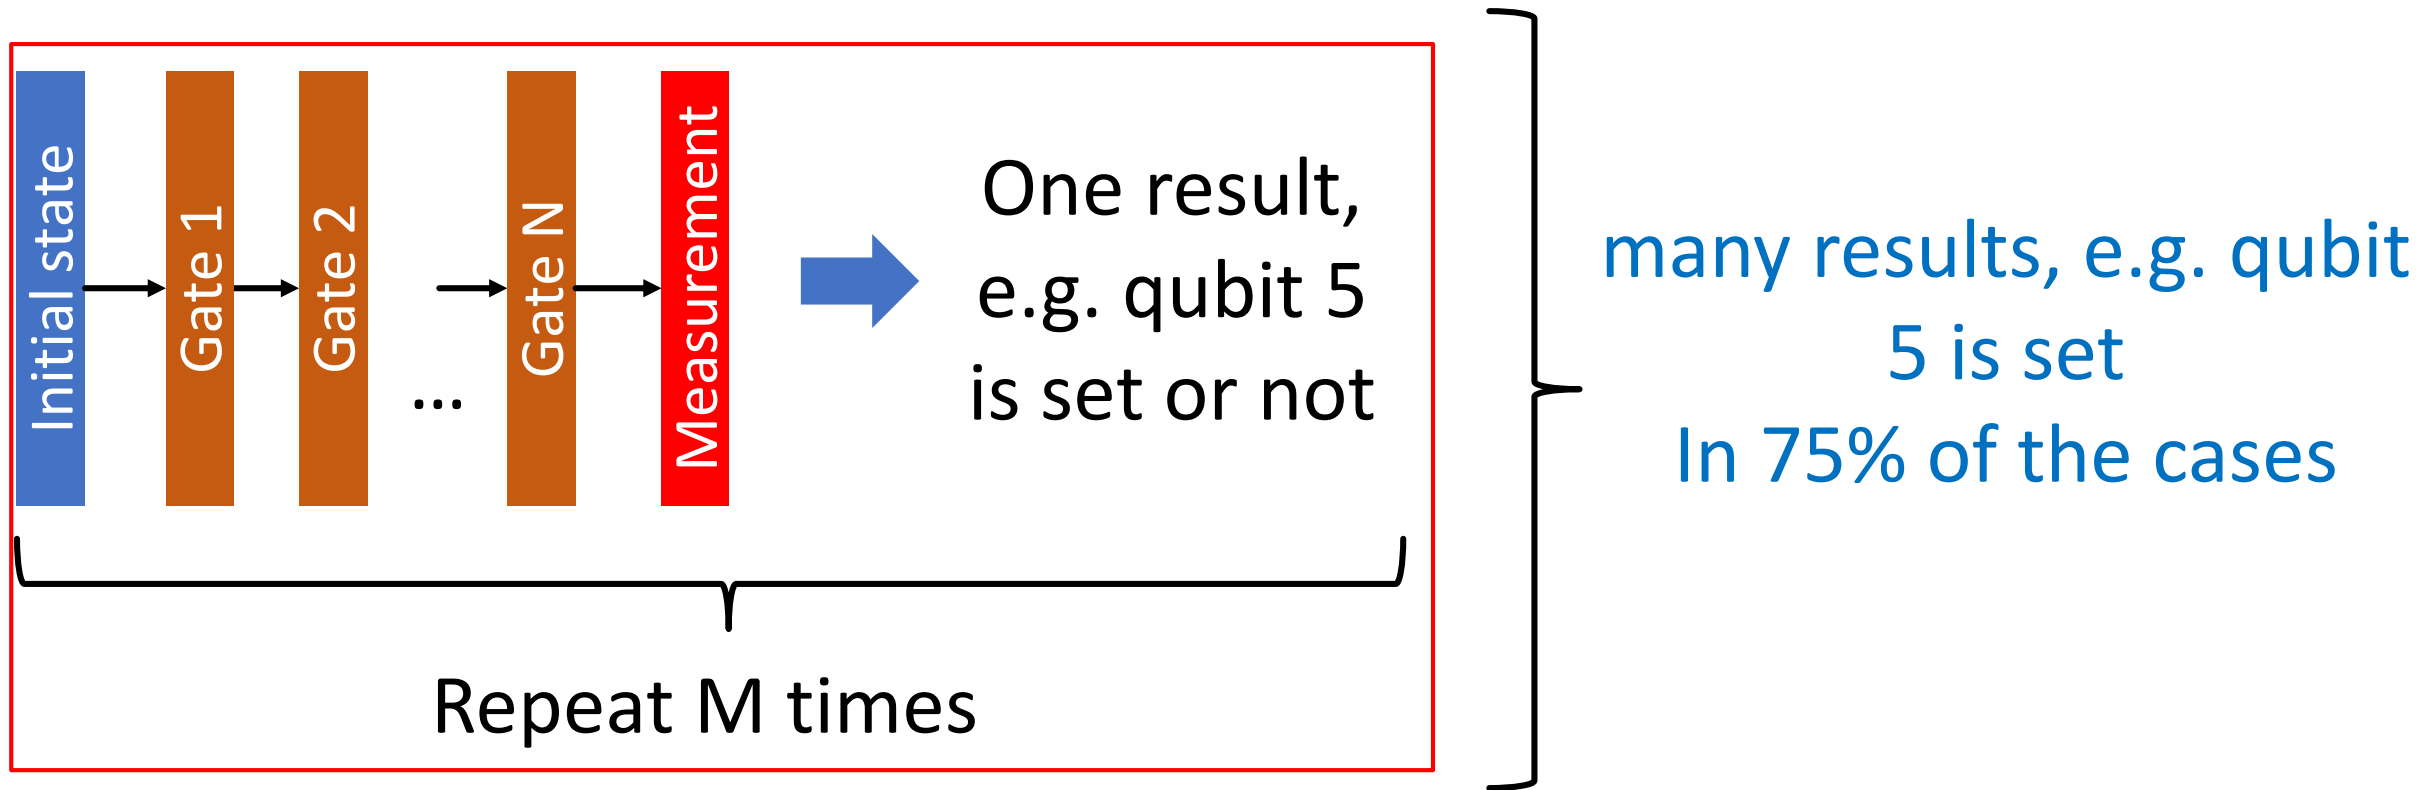 Initial state
Gate 1
Gate 2
...
Gate N
Measurement
One result,
e.g. qubit 5
is set or not
Repeat M times
many results, e.g. qubit
5 is set
In 75% of the cases